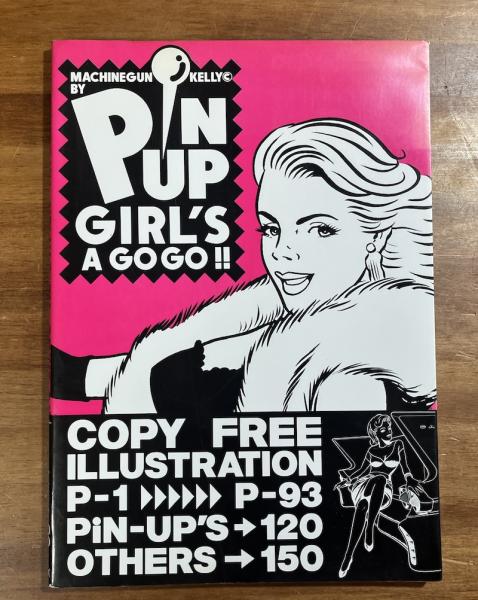 MACHINEGUN KELLY©
BY
PiN
UP
GIRL'S
A GO GO !!
COPY FREE
ILLUSTRATION
P-1 P-93
PiN-UP'S → 120
OTHERS → 150